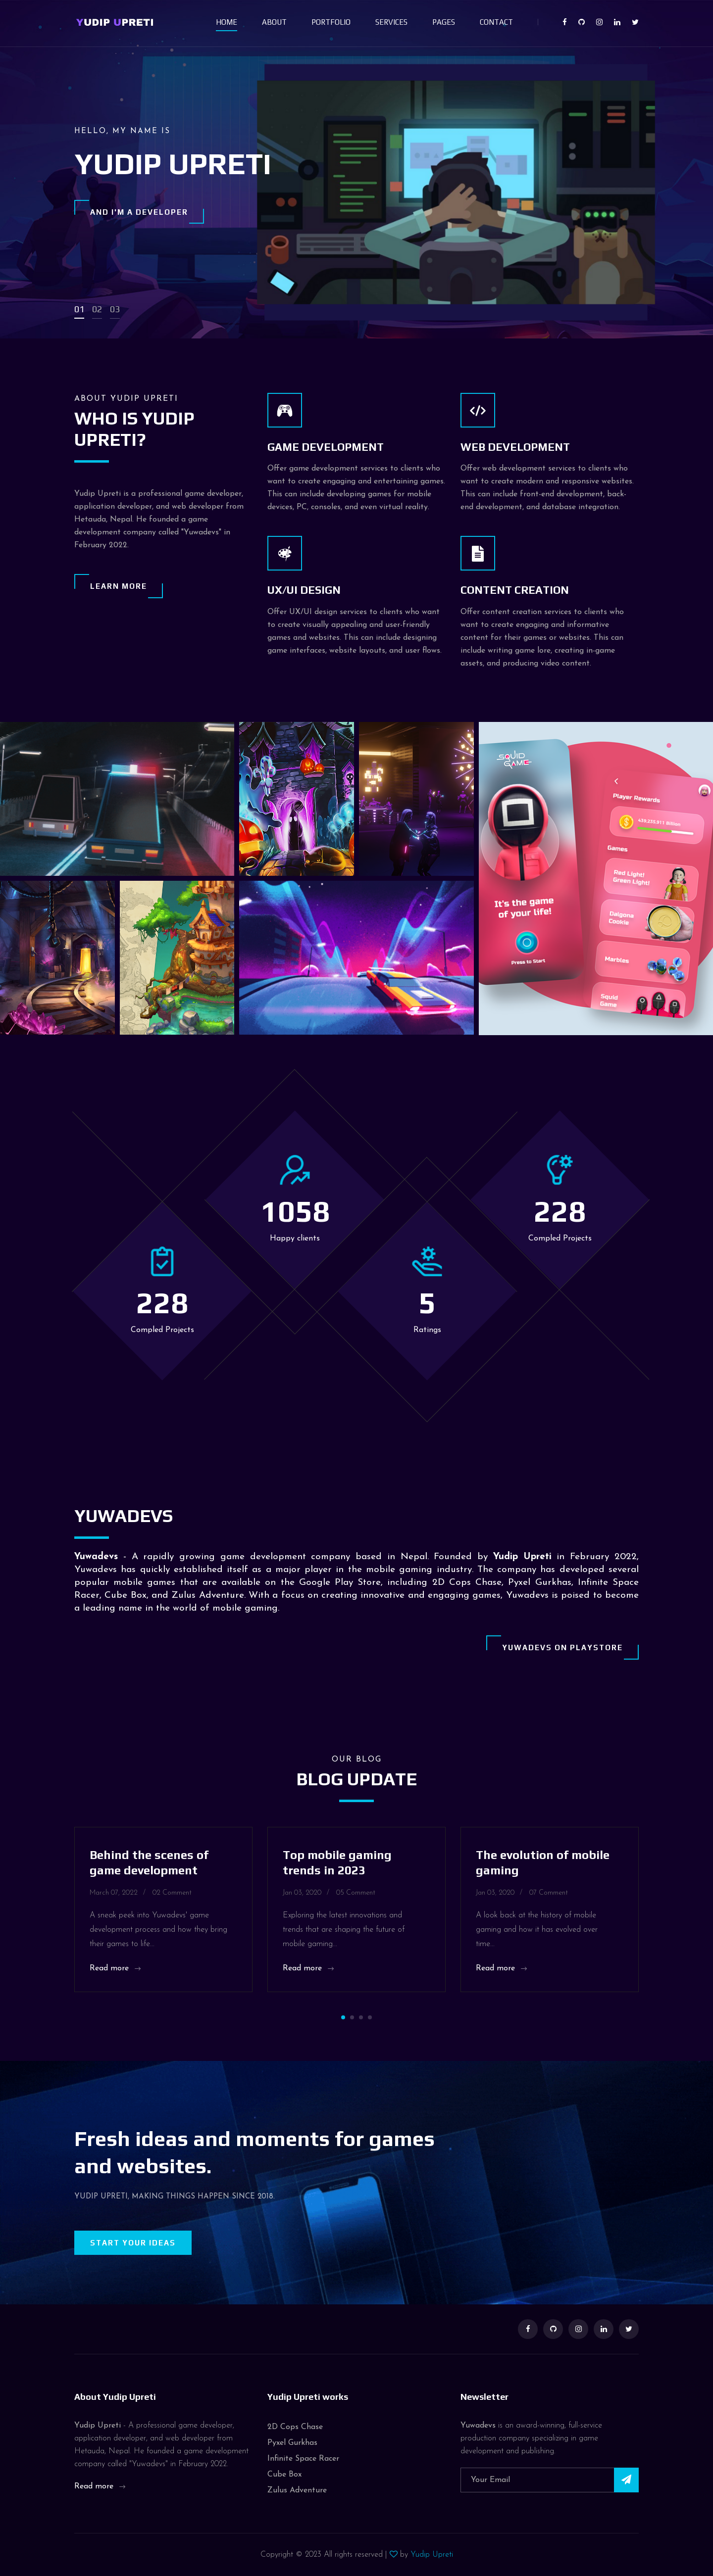 YUDIP UPRETI
HOME ABOUT PORTFOLIO SERVICES PAGES CONTACT
HELLO, MY NAME IS
YUDIP UPRETI
AND I'M A DEVELOPER
01 02 03
ABOUT YUDIP UPRETI
WHO IS YUDIP
UPRETI?
Yudip Upreti is a professional game developer,
application developer, and web developer from
Hetauda, Nepal. He founded a game
development company called "Yuwadevs" in
February 2022.
LEARN MORE
GAME DEVELOPMENT
Offer game development services to clients who
want to create engaging and entertaining games.
This can include developing games for mobile
devices, PC, consoles, and even virtual reality.
WEB DEVELOPMENT
Offer web development services to clients who
want to create modern and responsive websites.
This can include front-end development, back-
end development, and database integration.
UX/UI DESIGN
Offer UX/UI design services to clients who want
to create visually appealing and user-friendly
games and websites. This can include designing
game interfaces, website layouts, and user flows.
CONTENT CREATION
Offer content creation services to clients who
want to create engaging and informative
content for their games or websites. This can
include writing game lore, creating in-game
assets, and producing video content.
SQUID
GAME
It's the game
of your life!
Press to Start
Player Rewards
Games
Red Light!
Green Light!
Dalgona
Cookie
Marbles
Squid
Game
1058
Happy clients
228
Compled Projects
228
Compled Projects
5
Ratings
YUWADEVS
Yuwadevs - A rapidly growing game development company based in Nepal. Founded by Yudip Upreti in February 2022,
Yuwadevs has quickly established itself as a major player in the mobile gaming industry. The company has developed several
popular mobile games that are available on the Google Play Store, including 2D Cops Chase, Pyxel Gurkhas, Infinite Space
Racer, Cube Box, and Zulus Adventure. With a focus on creating innovative and engaging games, Yuwadevs is poised to become
a leading name in the world of mobile gaming.
YUWADEVS ON PLAYSTORE
OUR BLOG
BLOG UPDATE
Behind the scenes of
game development
March 07, 2022 / 02 Comment
A sneak peek into Yuwadevs' game
development process and how they bring
their games to life...
Read more →
Top mobile gaming
trends in 2023
Jan 03, 2020 / 05 Comment
Exploring the latest innovations and
trends that are shaping the future of
mobile gaming...
Read more →
The evolution of mobile
gaming
Jan 03, 2020 / 07 Comment
A look back at the history of mobile
gaming and how it has evolved over
time...
Read more →
Fresh ideas and moments for games
and websites.
YUDIP UPRETI, MAKING THINGS HAPPEN SINCE 2018.
START YOUR IDEAS
About Yudip Upreti
Yudip Upreti - A professional game developer,
application developer, and web developer from
Hetauda, Nepal. He founded a game development
company called "Yuwadevs" in February 2022.
Read more →
Yudip Upreti works
2D Cops Chase
Pyxel Gurkhas
Infinite Space Racer
Cube Box
Zulus Adventure
Newsletter
Yuwadevs is an award-winning, full-service
production company specializing in game
development and publishing
Your Email
Copyright © 2023 All rights reserved | ♡ by Yudip Upreti